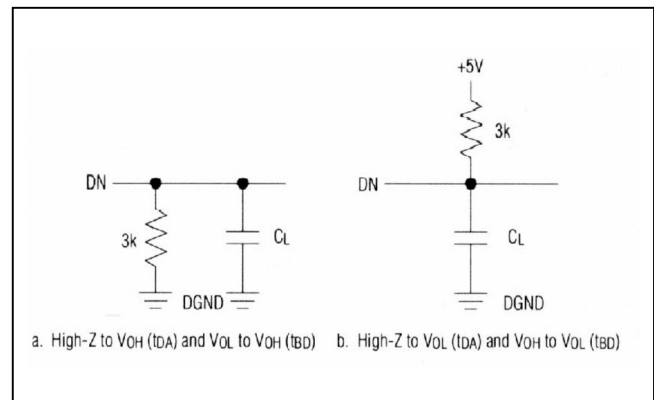 +5V
3k
DN
DN
3k
CL
CL
DGND
DGND
a. High-Z to VOH (tDA) and VOL to VOH (tBD)
b. High-Z to VOL (tDA) and VOH to VOL (tBD)